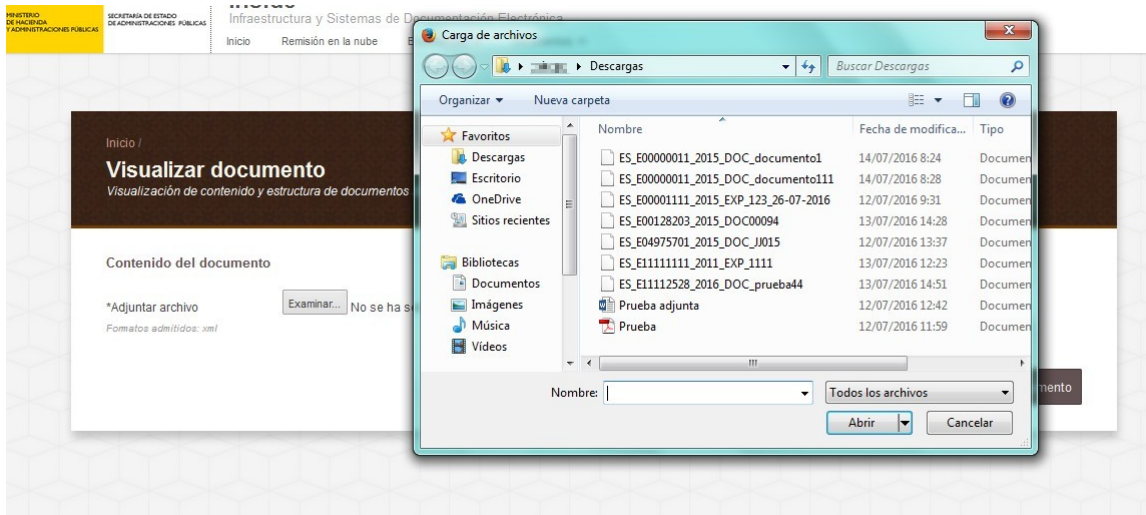 MINISTERIO
DE HACIENDA
Y ADMINISTRACIONES PÚBLICAS
SECRETARÍA DE ESTADO
DE ADMINISTRACIONES PÚBLICAS
Infraestructura y Sistemas de Documentación Electrónica
Inicio Remisión en la nube
Inicio /
Visualizar documento
Visualización de contenido y estructura de documentos
Contenido del documento
*Adjuntar archivo Examinar... No se ha se
Formatos admitidos: xml
mento
Carga de archivos
Descargas Buscar Descargas
Organizar Nueva carpeta
Favoritos
Descargas
Escritorio
OneDrive
Sitios recientes
Bibliotecas
Documentos
Imágenes
Música
Vídeos
Nombre Fecha de modifica... Tipo
ES_E00000011_2015_DOC_documento1 14/07/2016 8:24 Documen
ES_E00000011_2015_DOC_documento111 14/07/2016 8:28 Documen
ES_E00001111_2015_EXP_123_26-07-2016 12/07/2016 9:31 Documen
ES_E00128203_2015_DOC00094 13/07/2016 14:28 Documen
ES_E04975701_2015_DOC_JJ015 12/07/2016 13:37 Documen
ES_E11111111_2011_EXP_1111 13/07/2016 12:23 Documen
ES_E11112528_2016_DOC_prueba44 13/07/2016 14:51 Documen
Prueba adjunta 12/07/2016 12:42 Documen
Prueba 12/07/2016 11:59 Documen
Nombre: Todos los archivos
Abrir Cancelar